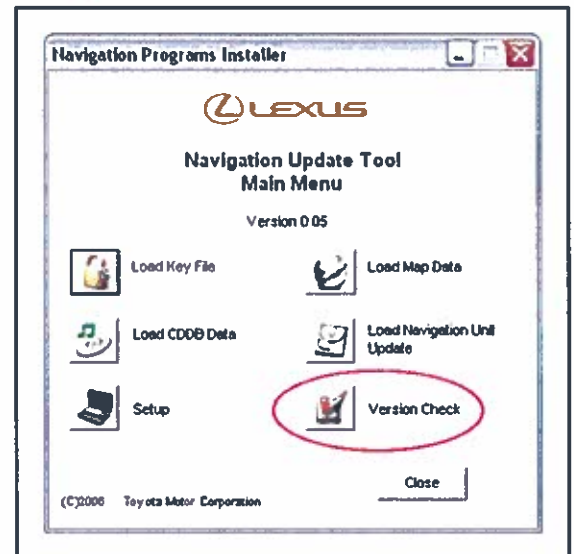 Navigation Programs Installer
LEXUS
Navigation Update Tool
Main Menu
Version 0.05
Load Key File
Load Map Data
Load CDDB Data
Load Navigation Unit
Update
Setup
Version Check
Close
(C)2006 Toyota Motor Corporation